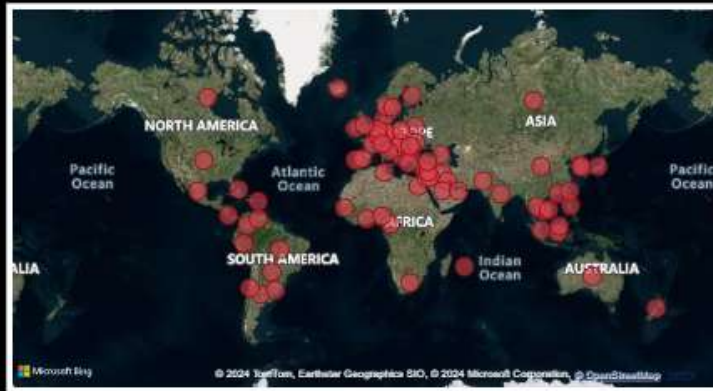 NORTH AMERICA
ASIA
Pacific
Ocean
Atlantic
Ocean
Pacific
Ocean
AFRICA
SOUTH AMERICA
Indian
Ocean
ALIA
AUSTRALIA
Microsoft Bing
© 2024 TomTom, Earthstar Geographics SIO, © 2024 Microsoft Corporation, © OpenStreetMap